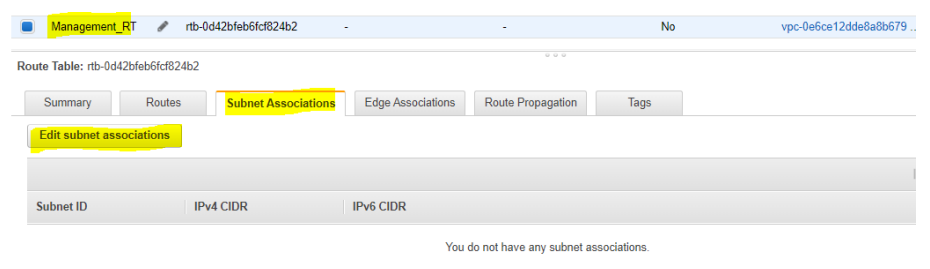 Management_RT rtb-0d42bfeb6fcf824b2 - - No vpc-0e6ce12dde8a8b679 ..
Route Table: rtb-0d42bfeb6fcf824b2
Summary Routes Subnet Associations Edge Associations Route Propagation Tags
Edit subnet associations
Subnet ID IPv4 CIDR IPv6 CIDR
You do not have any subnet associations.